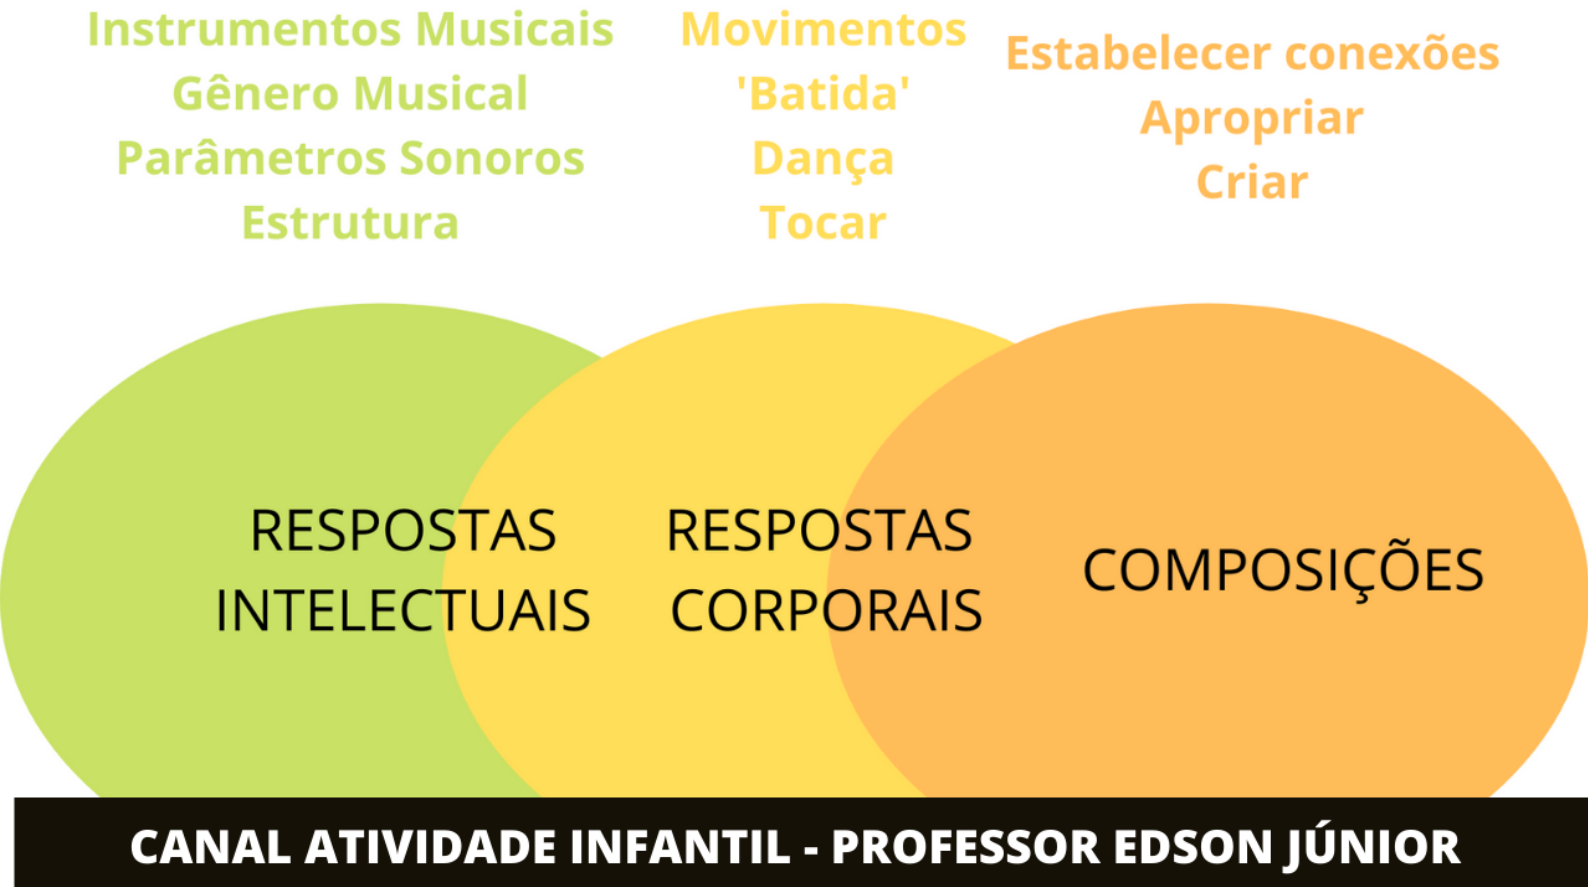 Instrumentos Musicais
Gênero Musical
Parâmetros Sonoros
Estrutura
Movimentos
'Batida'
Dança
Tocar
Estabelecer conexões
Apropriar
Criar
RESPOSTAS
INTELECTUAIS
RESPOSTAS
CORPORAIS
COMPOSIÇÕES
CANAL ATIVIDADE INFANTIL - PROFESSOR EDSON JÚNIOR